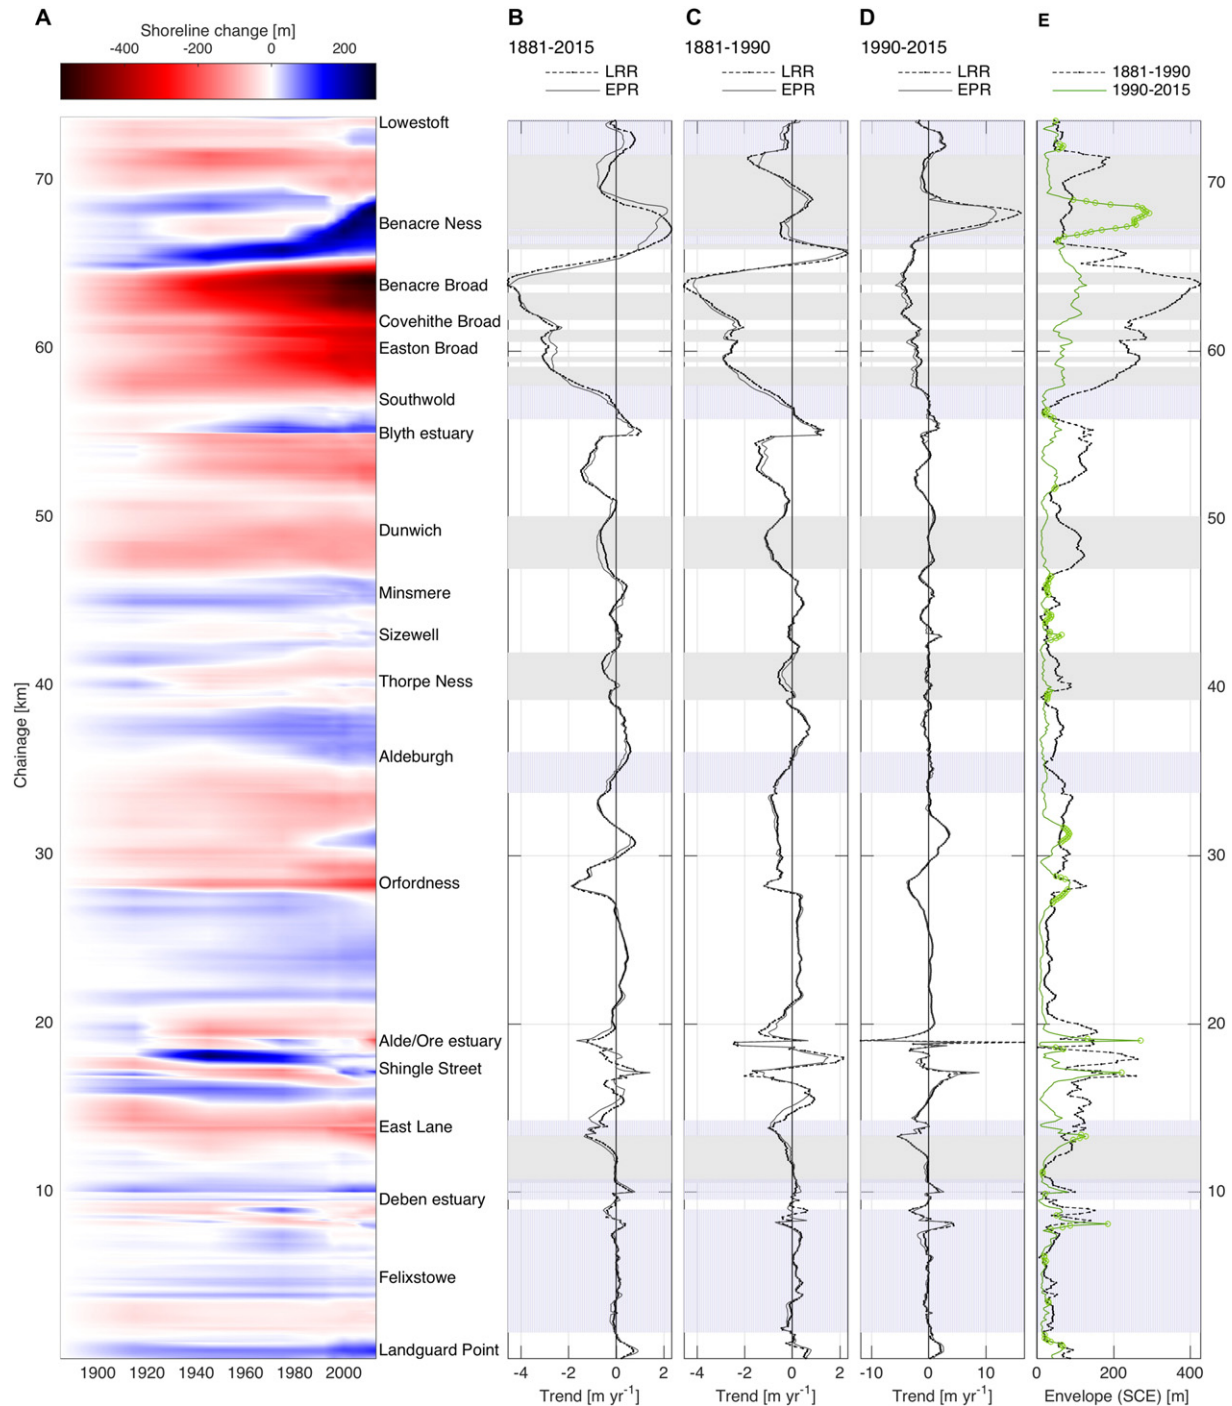 A
Shoreline change [m]
-400 -200 0 200
B
1881-2015
LRR
EPR
C
1881-1990
LRR
EPR
D
1990-2015
LRR
EPR
E
1881-1990
1990-2015
Chainage [km]
70
60
50
40
30
20
10
Lowestoft
Benacre Ness
Benacre Broad
Covehithe Broad
Easton Broad
Southwold
Blyth estuary
Dunwich
Minsmere
Sizewell
Thorpe Ness
Aldeburgh
Orfordness
Alde/Ore estuary
Shingle Street
East Lane
Deben estuary
Felixstowe
Landguard Point
70
60
50
40
30
20
10
1900 1920 1940 1960 1980 2000
-4 -2 0 2
Trend [m yr⁻¹]
-4 -2 0 2
Trend [m yr⁻¹]
-10 0 10
Trend [m yr⁻¹]
0 200 400
Envelope (SCE) [m]